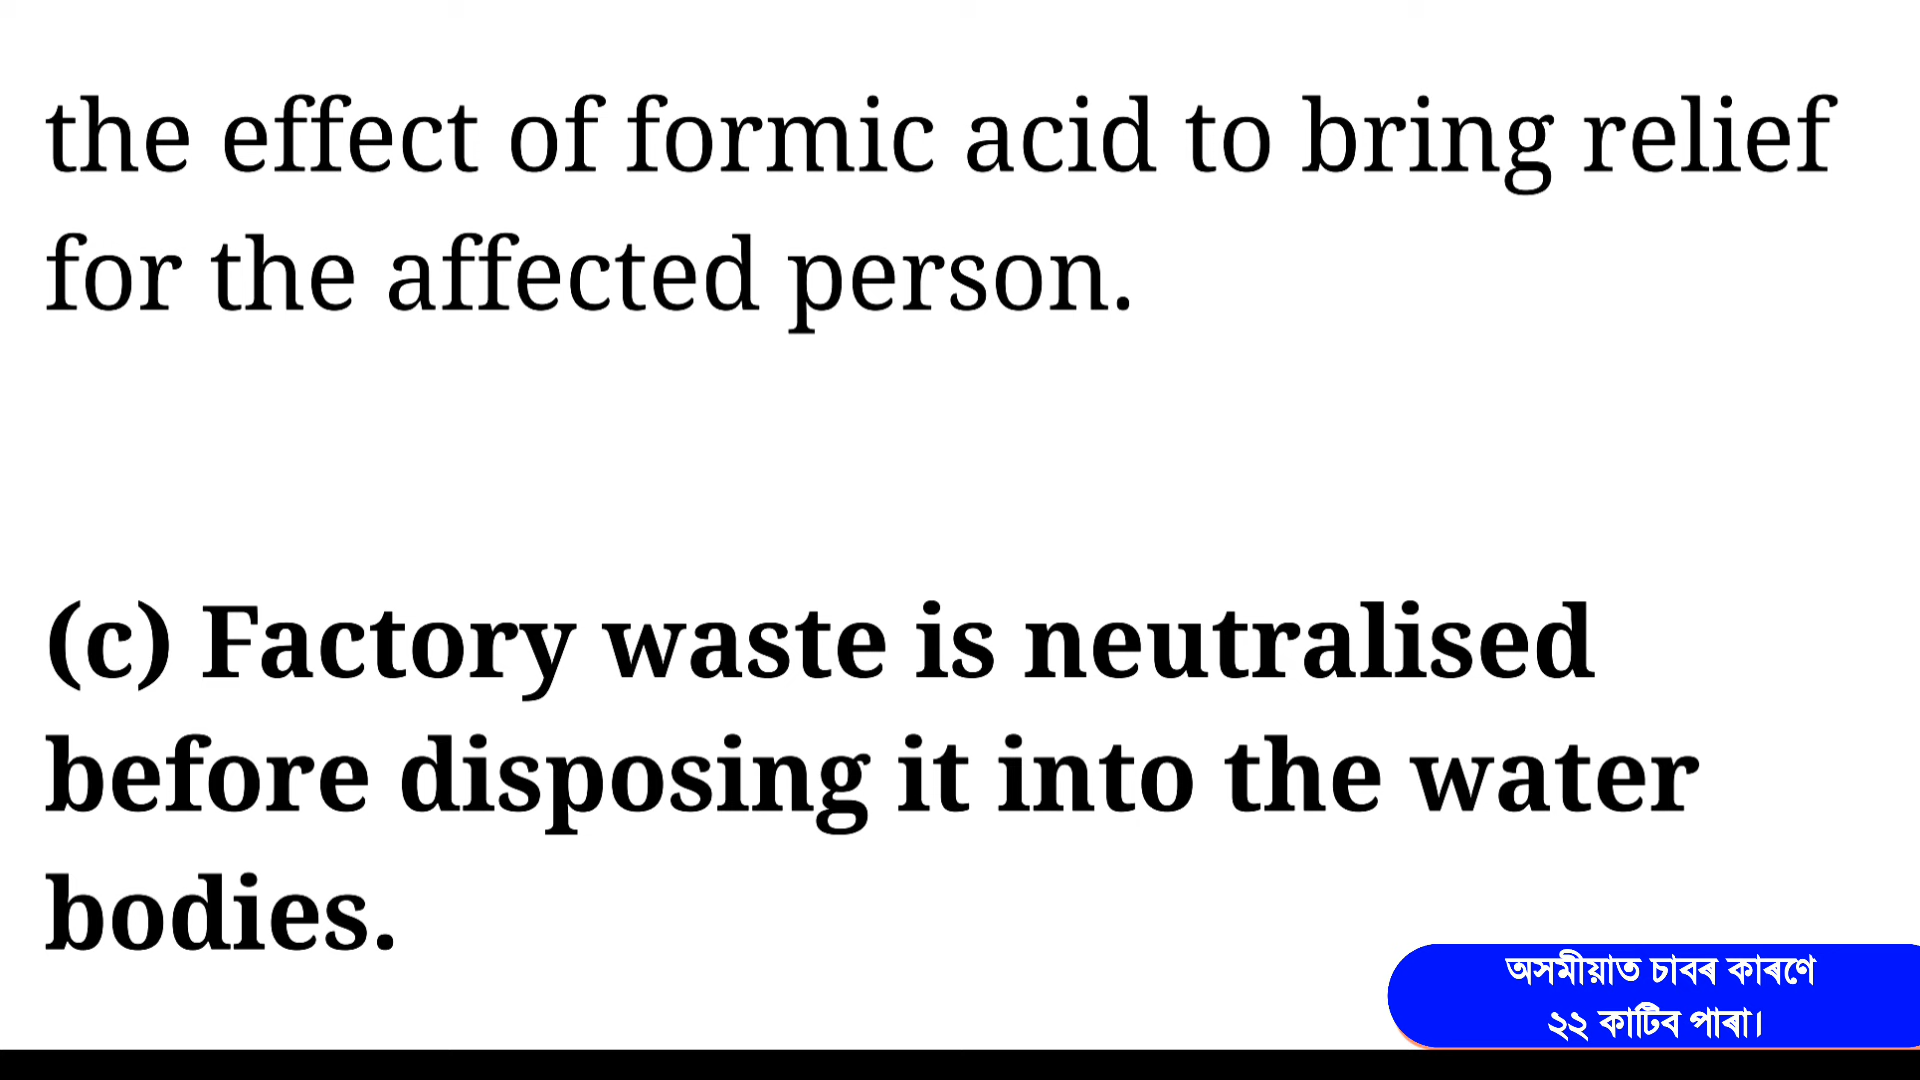 the effect of formic acid to bring relief
for the affected person.
(c) Factory waste is neutralised
before disposing it into the water
bodies.
অসমীয়াত চাবৰ কাৰণে
২২ কাটিব পাৰা।